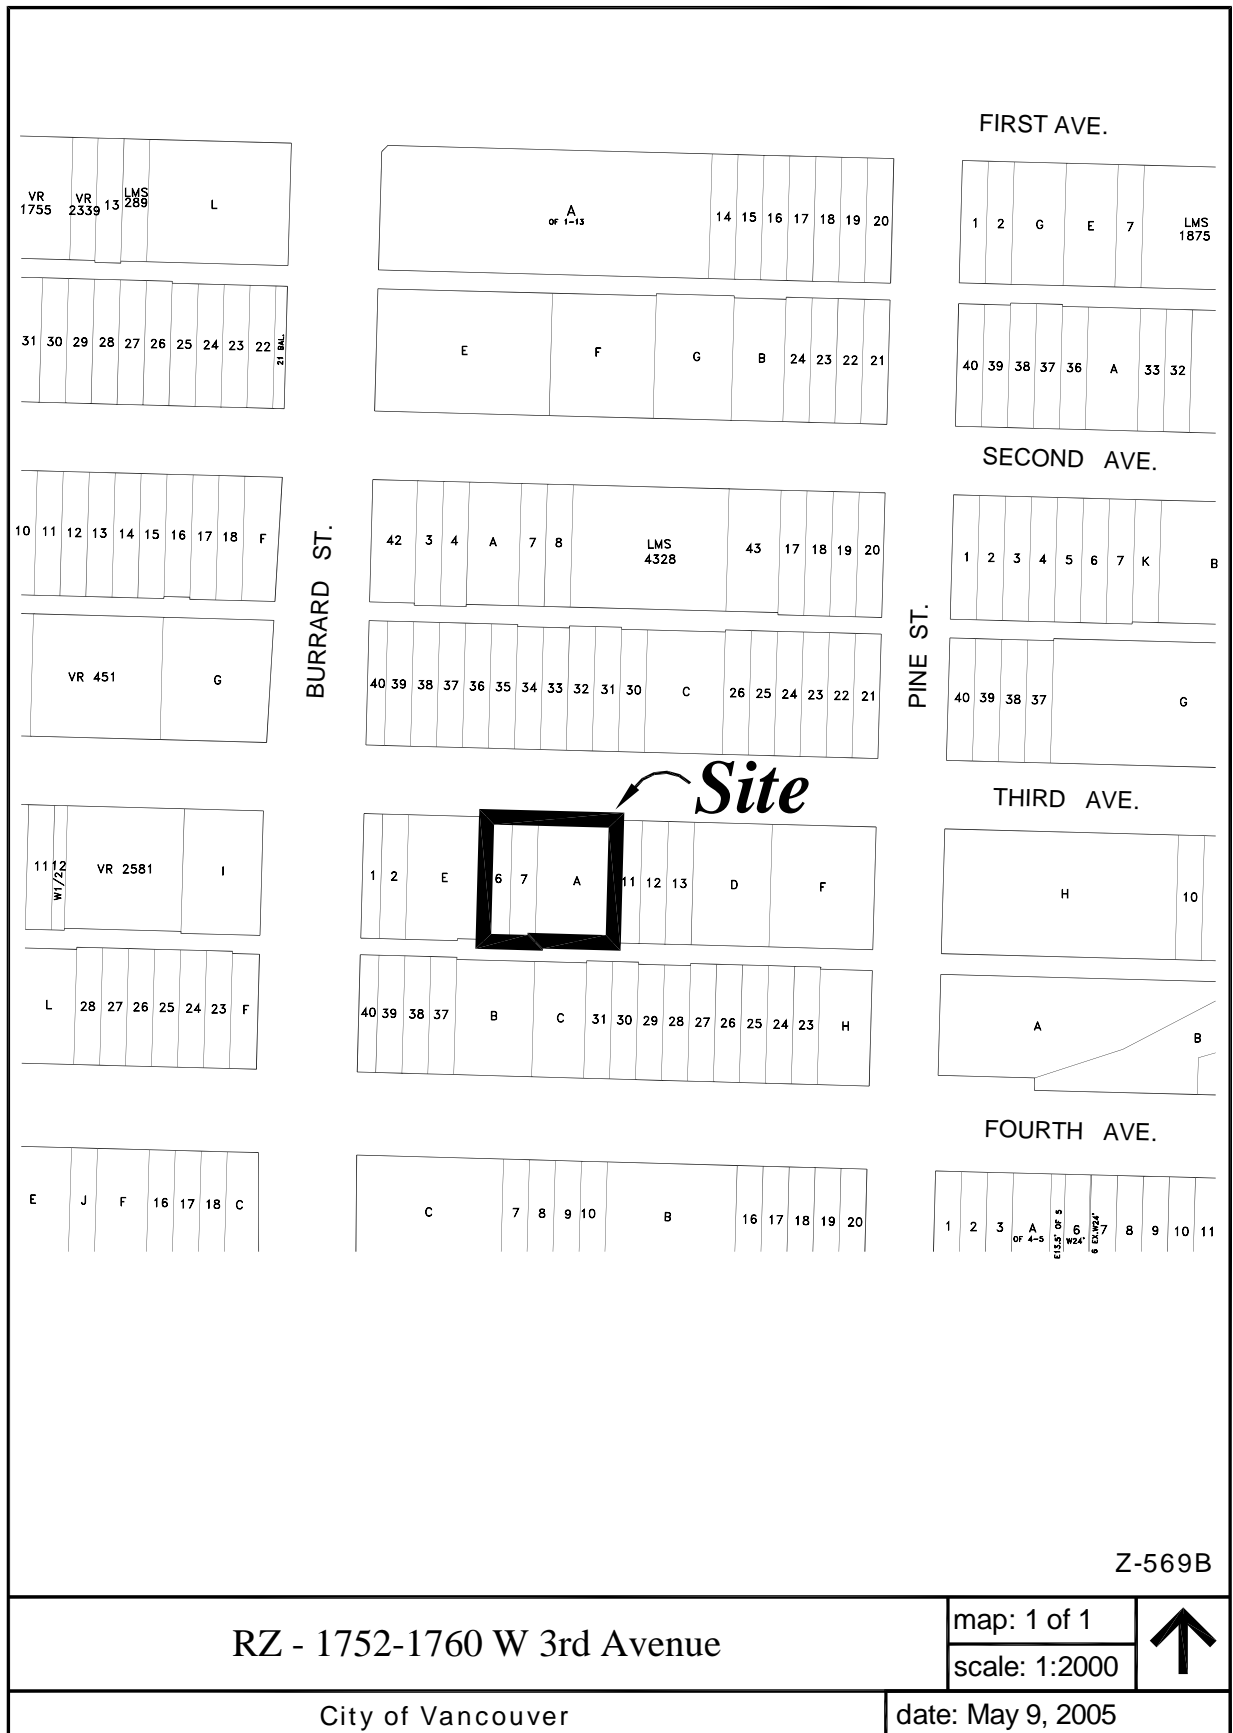 FIRST AVE.
VR 1755 VR 2339 13 LMS 289 L
A OF 1-13 14 15 16 17 18 19 20
1 2 G E 7 LMS 1875
31 30 29 28 27 26 25 24 23 22 21 BAL.
E F G B 24 23 22 21
40 39 38 37 36 A 33 32
SECOND AVE.
10 11 12 13 14 15 16 17 18 F
BURRARD ST.
42 3 4 A 7 8 LMS 4328 43 17 18 19 20
PINE ST.
1 2 3 4 5 6 7 K B
VR 451 G
40 39 38 37 36 35 34 33 32 31 30 C 26 25 24 23 22 21
40 39 38 37 G
Site
THIRD AVE.
11 12 W1/2 VR 2581 I
1 2 E 6 7 A 11 12 13 D F
H 10
L 28 27 26 25 24 23 F
40 39 38 37 B C 31 30 29 28 27 26 25 24 23 H
A B
FOURTH AVE.
E J F 16 17 18 C
C 7 8 9 10 B 16 17 18 19 20
1 2 3 A OF 4-5 E13.5' OF 5 6 W24' 6 EX.W24' 7 8 9 10 11
Z-569B
RZ - 1752-1760 W 3rd Avenue
map: 1 of 1
scale: 1:2000
City of Vancouver
date: May 9, 2005